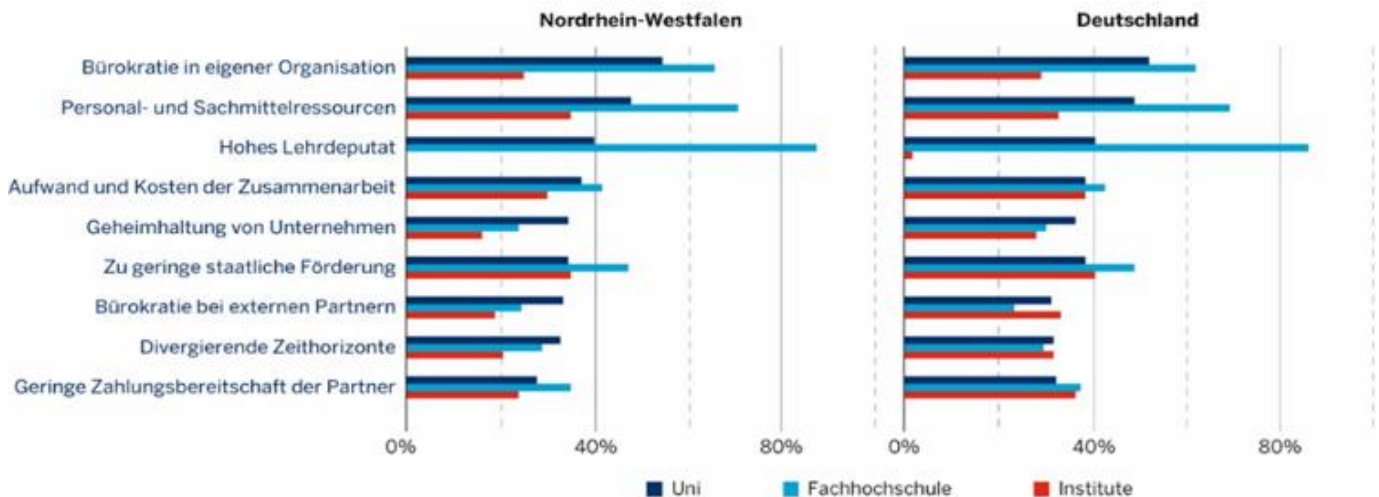 Nordrhein-Westfalen
Deutschland
Bürokratie in eigener Organisation
Personal- und Sachmittelressourcen
Hohes Lehrdeputat
Aufwand und Kosten der Zusammenarbeit
Geheimhaltung von Unternehmen
Zu geringe staatliche Förderung
Bürokratie bei externen Partnern
Divergierende Zeithorizonte
Geringe Zahlungsbereitschaft der Partner
0% 40% 80%
0% 40% 80%
Uni Fachhochschule Institute